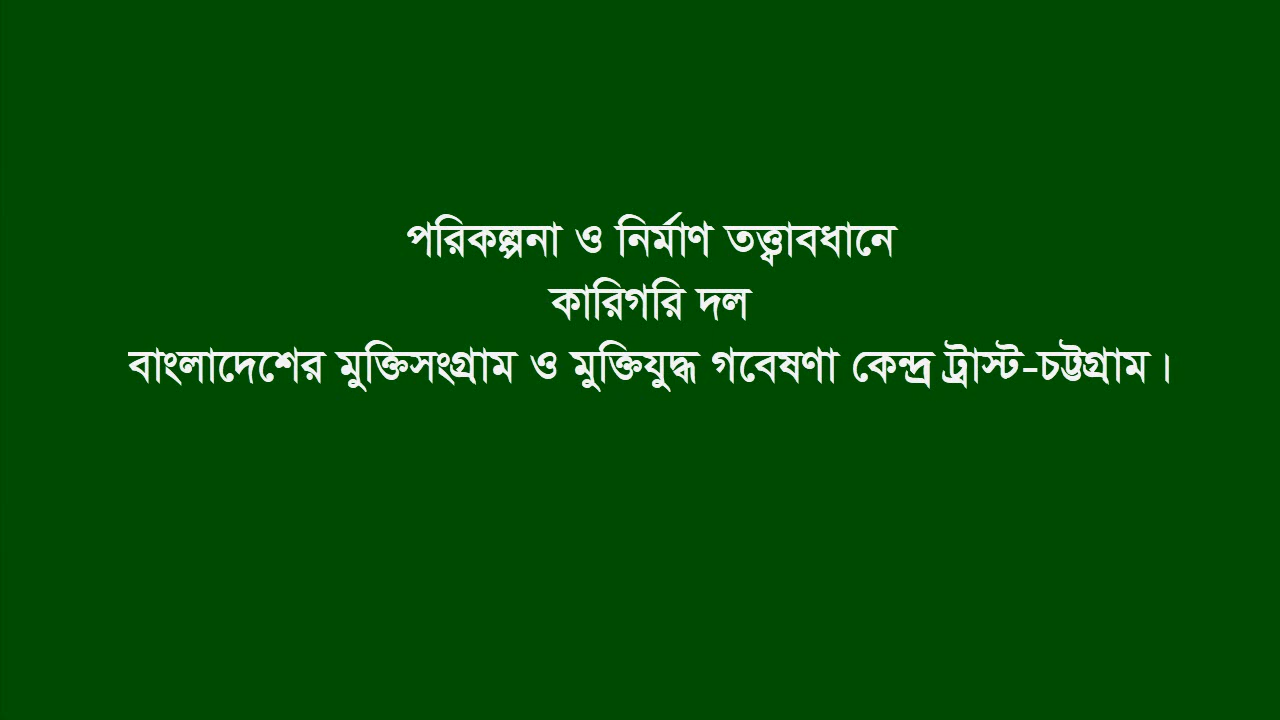 পরিকল্পনা ও নির্মাণ তত্ত্বাবধানে
কারিগরি দল
বাংলাদেশের মুক্তিসংগ্রাম ও মুক্তিযুদ্ধ গবেষণা কেন্দ্র ট্রাস্ট-চট্টগ্রাম।